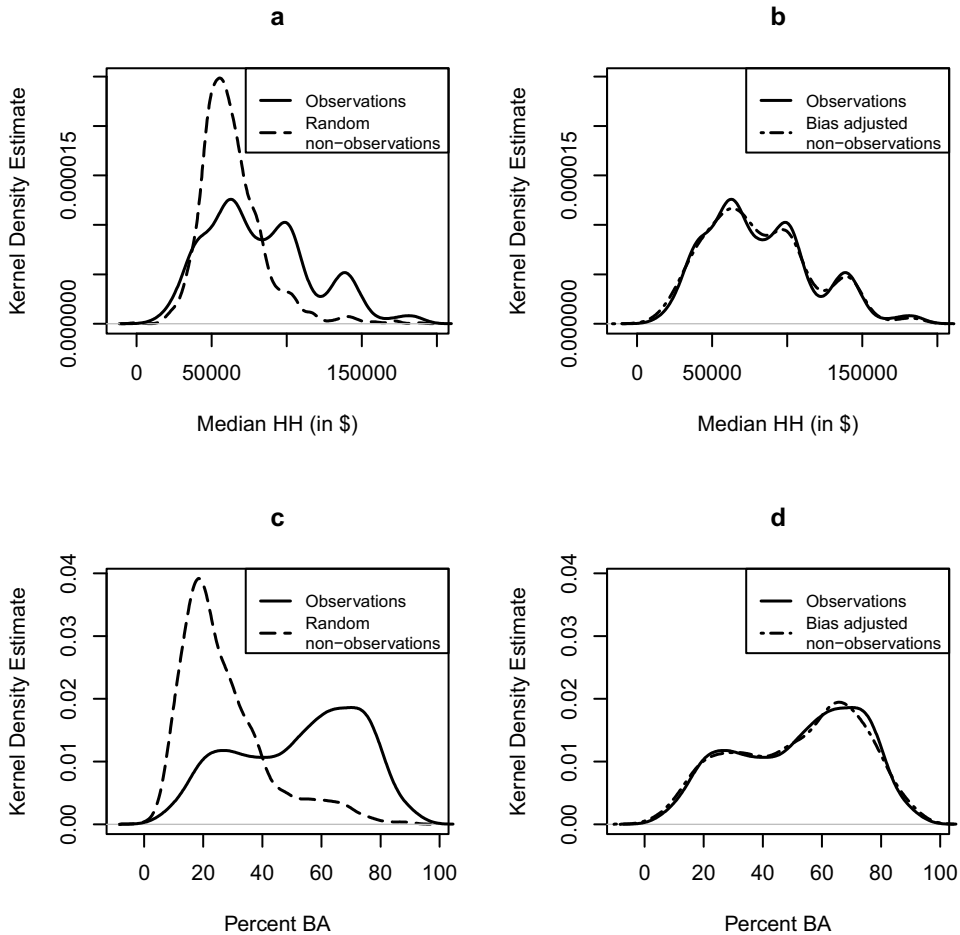 a
Kernel Density Estimate
0.000000
0.000015
Observations
Random
non−observations
0
50000
150000
Median HH (in $)
b
Kernel Density Estimate
0.000000
0.000015
Observations
Bias adjusted
non−observations
0
50000
150000
Median HH (in $)
c
Kernel Density Estimate
0.00
0.01
0.02
0.03
0.04
Observations
Random
non−observations
0
20
40
60
80
100
Percent BA
d
Kernel Density Estimate
0.00
0.01
0.02
0.03
0.04
Observations
Bias adjusted
non−observations
0
20
40
60
80
100
Percent BA